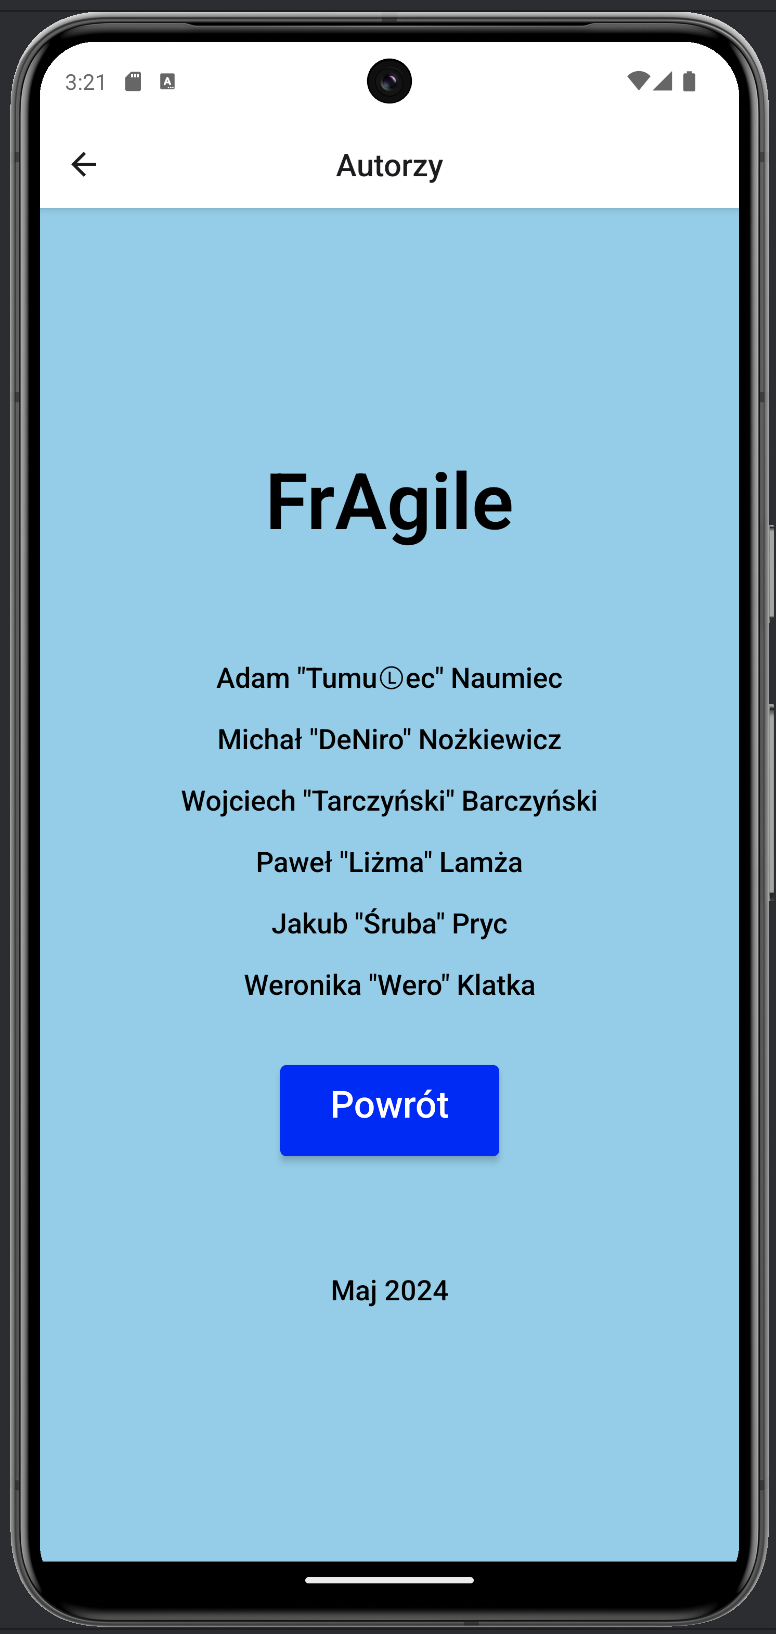 3:21
Autorzy
FrAgile
Adam "TumuⓁec" Naumiec
Michał "DeNiro" Nożkiewicz
Wojciech "Tarczyński" Barczyński
Paweł "Liżma" Lamża
Jakub "Śruba" Pryc
Weronika "Wero" Klatka
Powrót
Maj 2024